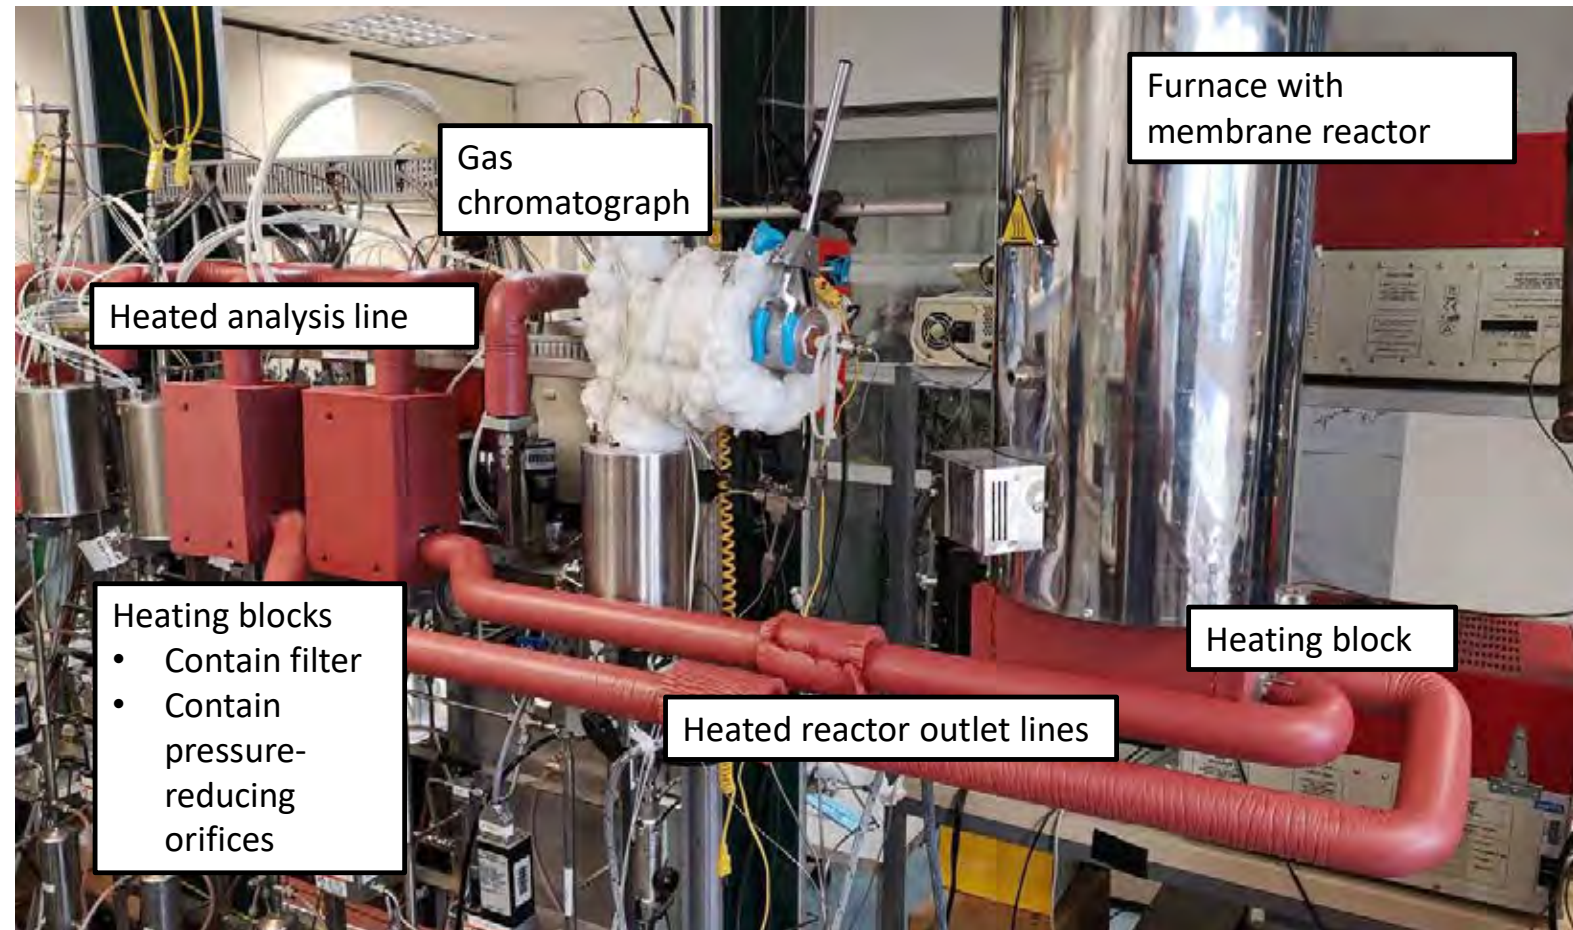 Furnace with
membrane reactor
Gas
chromatograph
Heated analysis line
Heating blocks
• Contain filter
• Contain
pressure-
reducing
orifices
Heating block
Heated reactor outlet lines